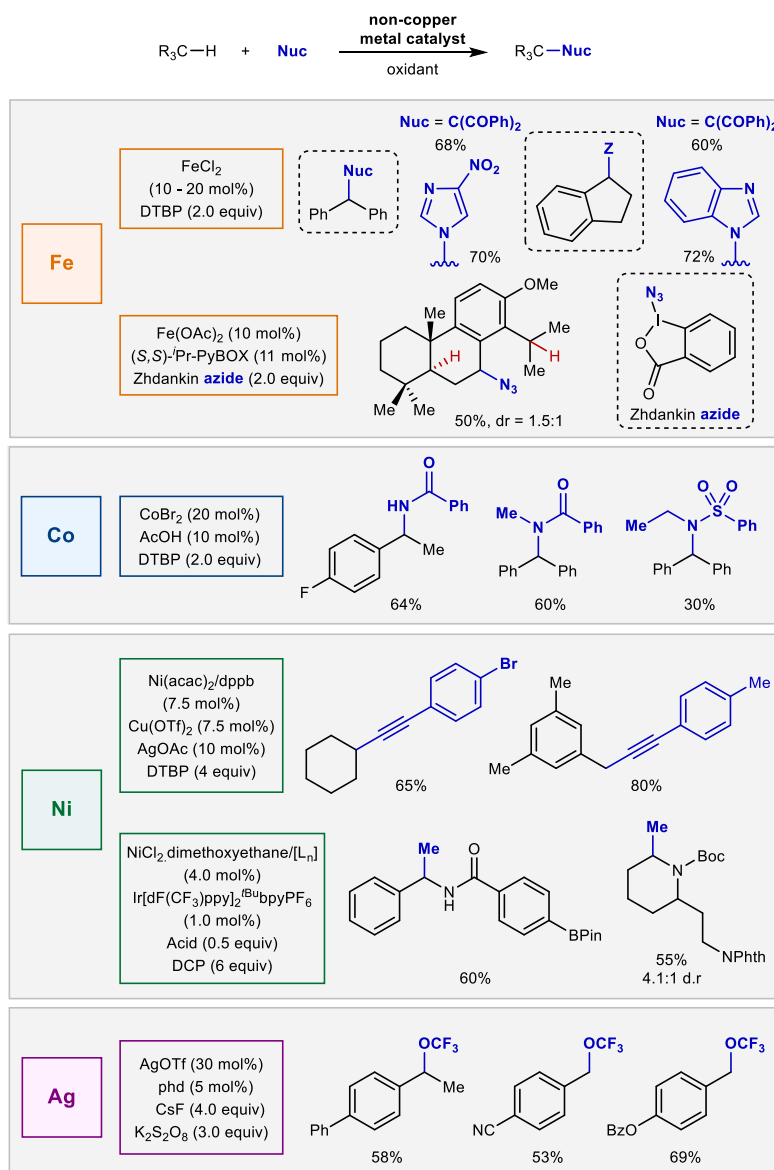 non-copper
metal catalyst
R₃C–H + Nuc
oxidant
R₃C–Nuc
Fe
FeCl₂
(10 - 20 mol%)
DTBP (2.0 equiv)
Nuc
Ph Ph
Nuc = C(COPh)₂
68%
NO₂
N
N
70%
Z
Nuc = C(COPh)₂
60%
N
N
72%
Fe(OAc)₂ (10 mol%)
(S,S)-ⁱPr-PyBOX (11 mol%)
Zhdankin azide (2.0 equiv)
OMe
Me
Me
H
H
Me
N₃
Me Me
50%, dr = 1.5:1
N₃
I
O
O
Zhdankin azide
Co
CoBr₂ (20 mol%)
AcOH (10 mol%)
DTBP (2.0 equiv)
O
HN Ph
Me
F
64%
O
Me N Ph
Ph Ph
60%
O O
Me N S Ph
Ph Ph
30%
Ni
Ni(acac)₂/dppb
(7.5 mol%)
Cu(OTf)₂ (7.5 mol%)
AgOAc (10 mol%)
DTBP (4 equiv)
Br
65%
Me
Me
Me
80%
NiCl₂.dimethoxyethane/[Lₙ]
(4.0 mol%)
Ir[dF(CF₃)ppy]₂ᵗᴮᵘbpyPF₆
(1.0 mol%)
Acid (0.5 equiv)
DCP (6 equiv)
Me O
N
H
BPin
60%
Me
N Boc
NPhth
55%
4.1:1 d.r
Ag
AgOTf (30 mol%)
phd (5 mol%)
CsF (4.0 equiv)
K₂S₂O₈ (3.0 equiv)
OCF₃
Me
Ph
58%
OCF₃
NC
53%
OCF₃
BzO
69%